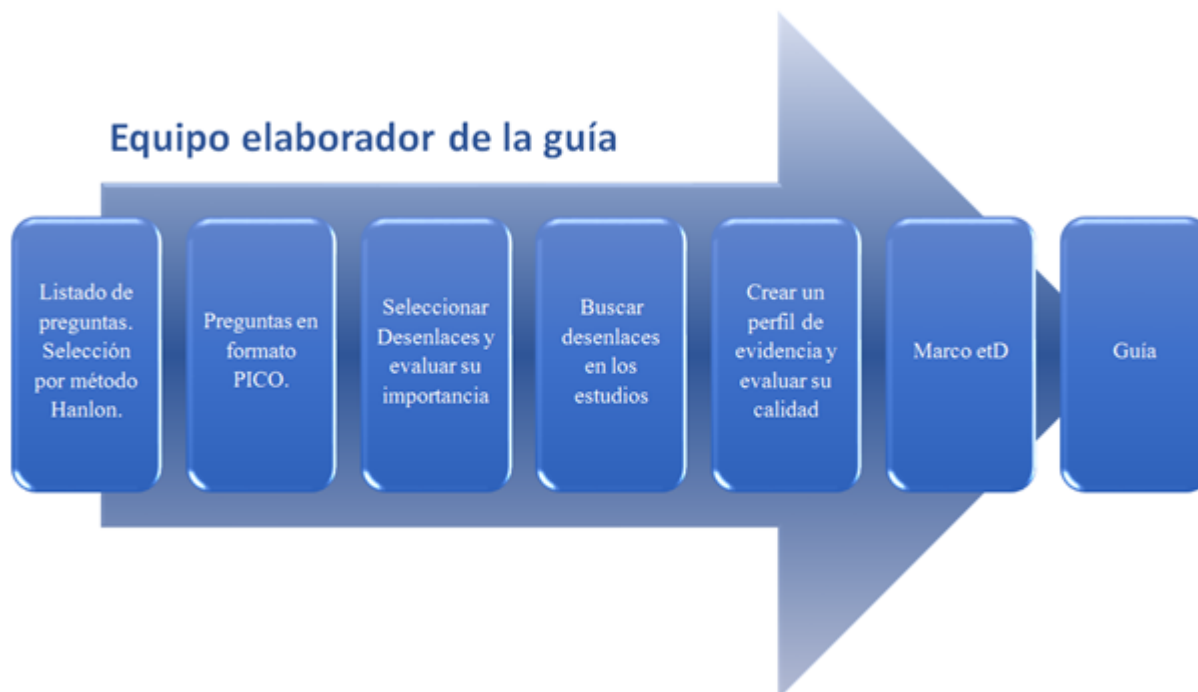 Equipo elaborador de la guía
Listado de
preguntas.
Selección
por método
Hanlon.
Preguntas en
formato
PICO.
Seleccionar
Desenlaces y
evaluar su
importancia
Buscar
desenlaces
en los
estudios
Crear un
perfil de
evidencia y
evaluar su
calidad
Marco etD
Guía